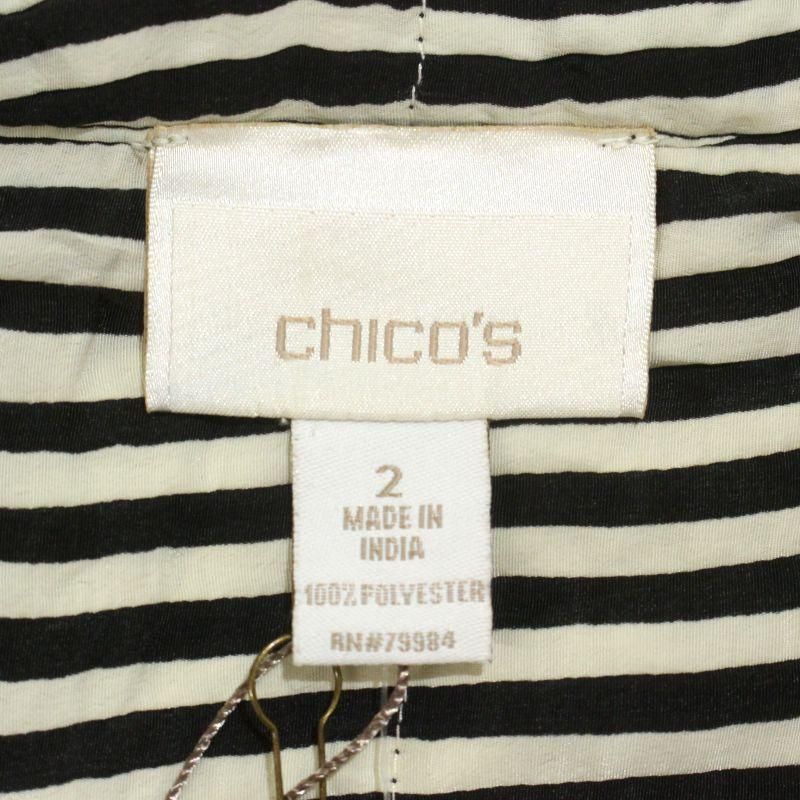 chico's
2
MADE IN
INDIA
100% POLYESTER
RN#79984